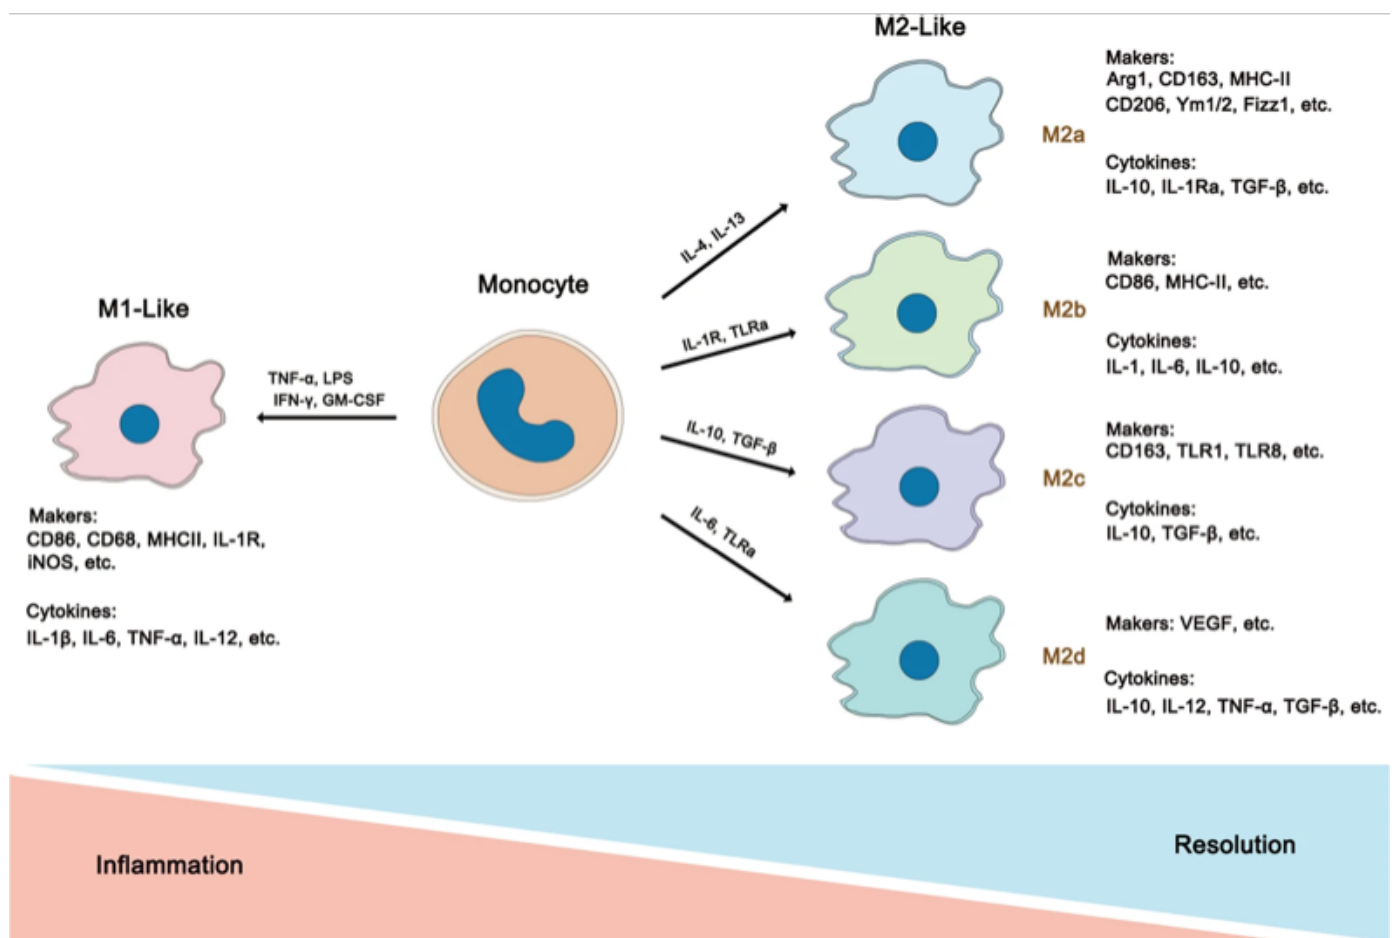 M2-Like
Makers:
Arg1, CD163, MHC-II
CD206, Ym1/2, Fizz1, etc.
M2a
Cytokines:
IL-10, IL-1Ra, TGF-β, etc.
IL-4, IL-13
Makers:
CD86, MHC-II, etc.
M2b
Cytokines:
IL-1, IL-6, IL-10, etc.
IL-1R, TLRa
Monocyte
M1-Like
TNF-α, LPS
IFN-γ, GM-CSF
IL-10, TGF-β
Makers:
CD163, TLR1, TLR8, etc.
M2c
Cytokines:
IL-10, TGF-β, etc.
IL-6, TLRa
Makers:
CD86, CD68, MHCII, IL-1R,
iNOS, etc.
Cytokines:
IL-1β, IL-6, TNF-α, IL-12, etc.
Makers: VEGF, etc.
M2d
Cytokines:
IL-10, IL-12, TNF-α, TGF-β, etc.
Inflammation
Resolution